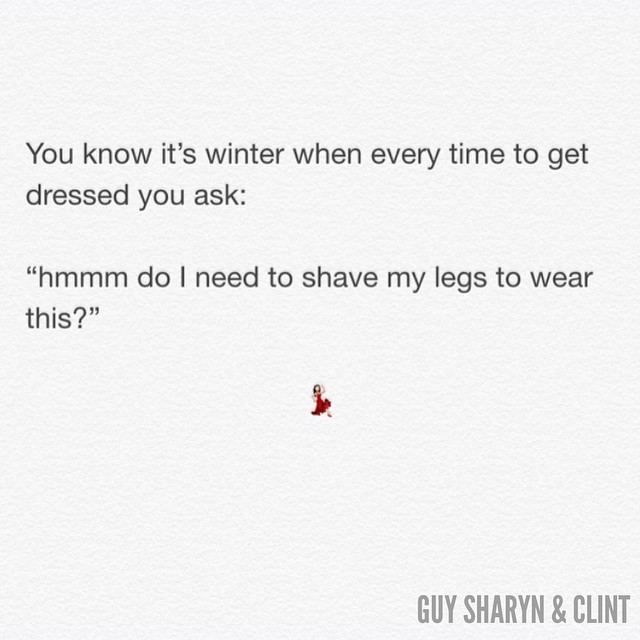 You know it’s winter when every time to get
dressed you ask:
“hmmm do I need to shave my legs to wear
this?”
GUY SHARYN & CLINT